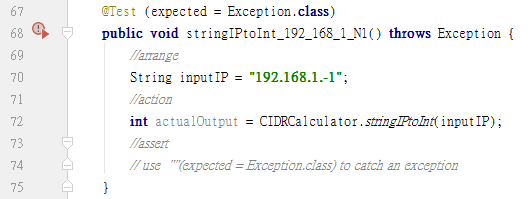 67 @Test (expected = Exception.class)
68 public void stringIPtoInt_192_168_1_N1() throws Exception {
69 //arrange
70 String inputIP = "192.168.1.-1";
71 //action
72 int actualOutput = CIDRCalculator.stringIPtoInt(inputIP);
73 //assert
74 // use ""(expected = Exception.class) to catch an exception
75 }